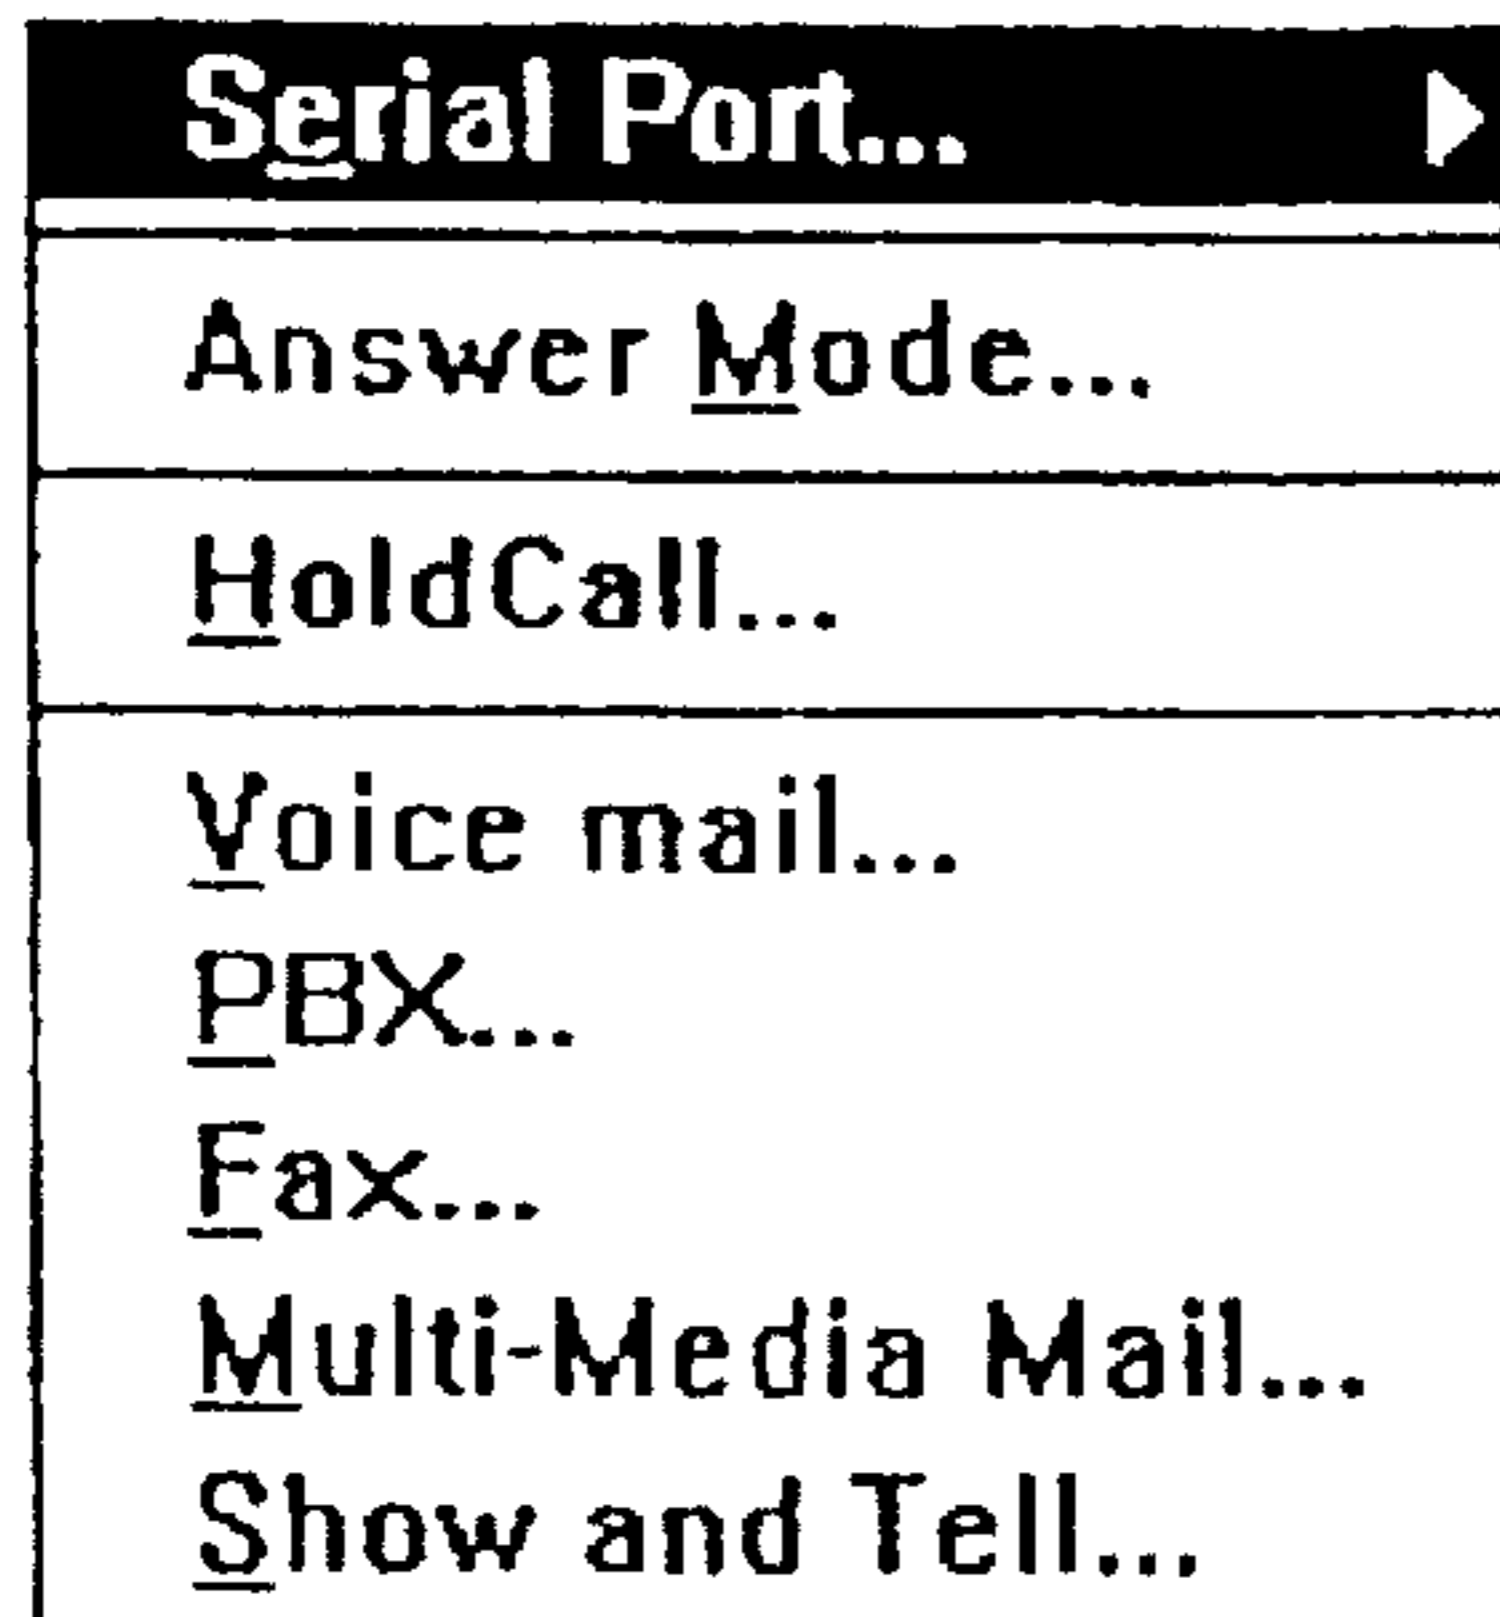 Serial Port...
Answer Mode...
HoldCall...
Voice mail...
PBX...
Fax...
Multi-Media Mail...
Show and Tell...